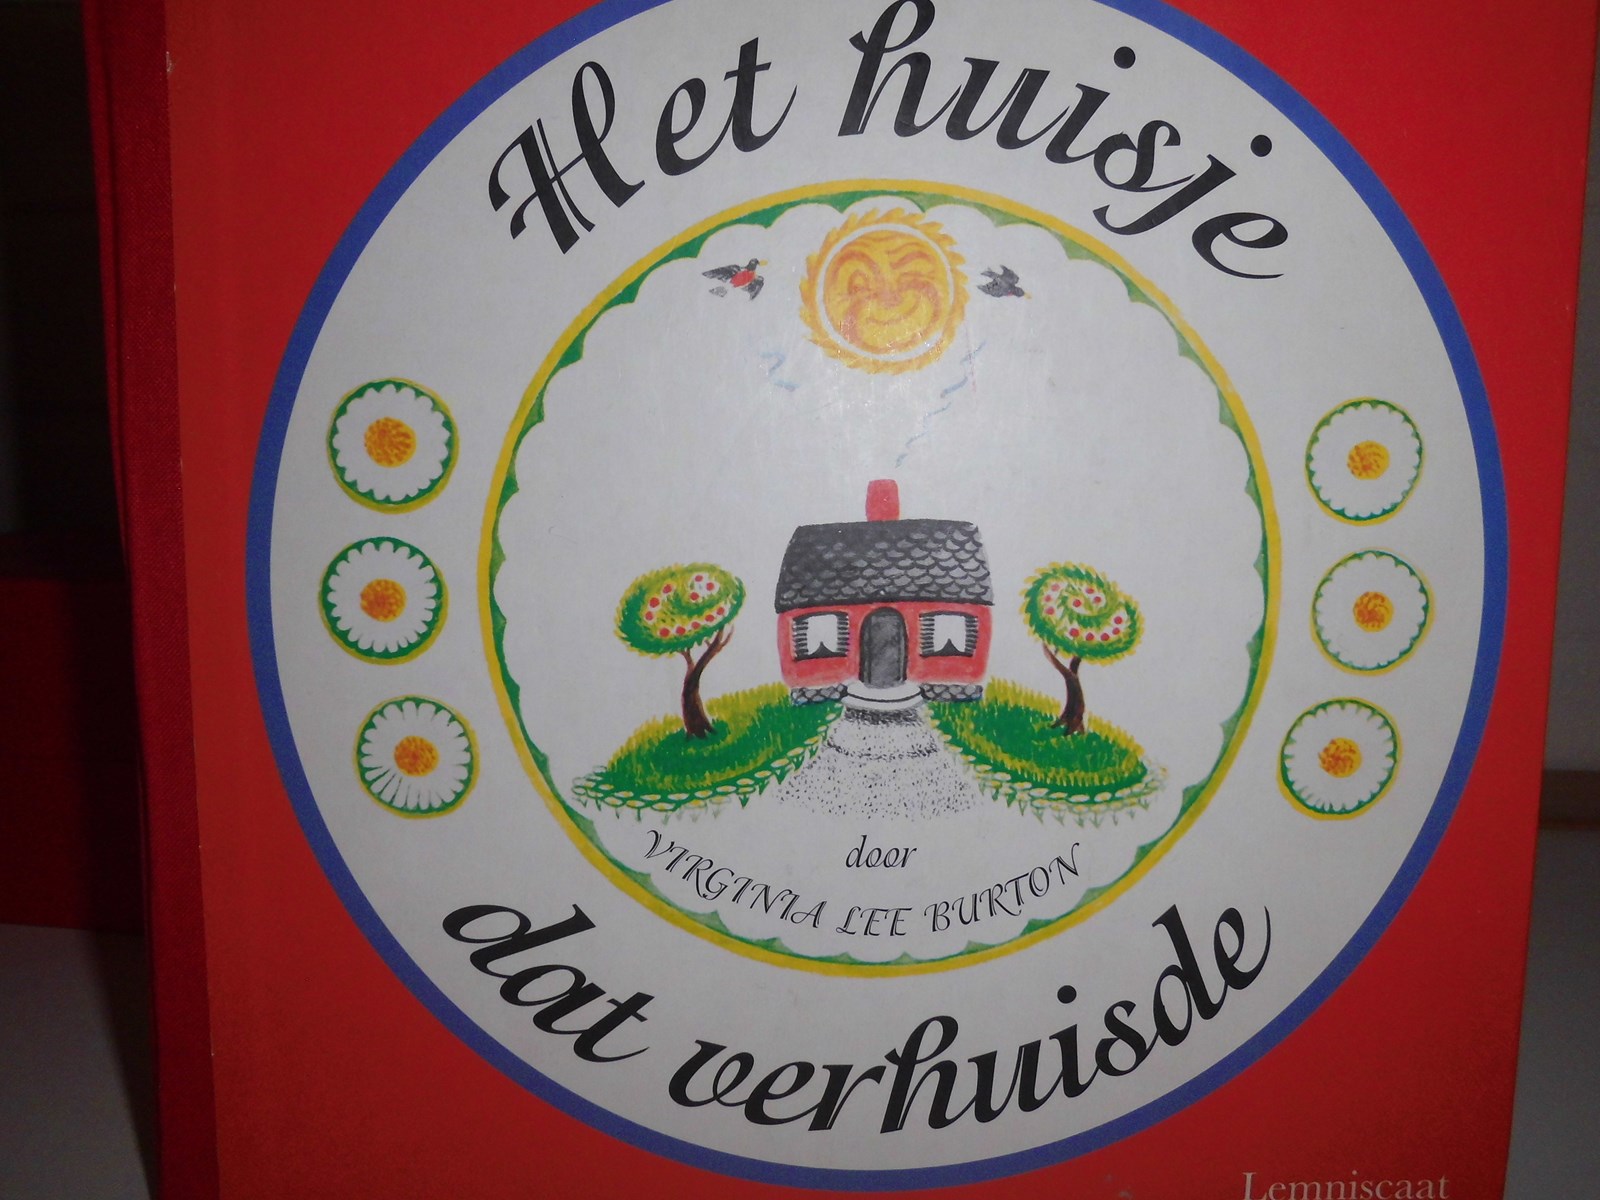 Het huisje
door
VIRGINIA LEE BURTON
dat verhuisde
Lemniscaat